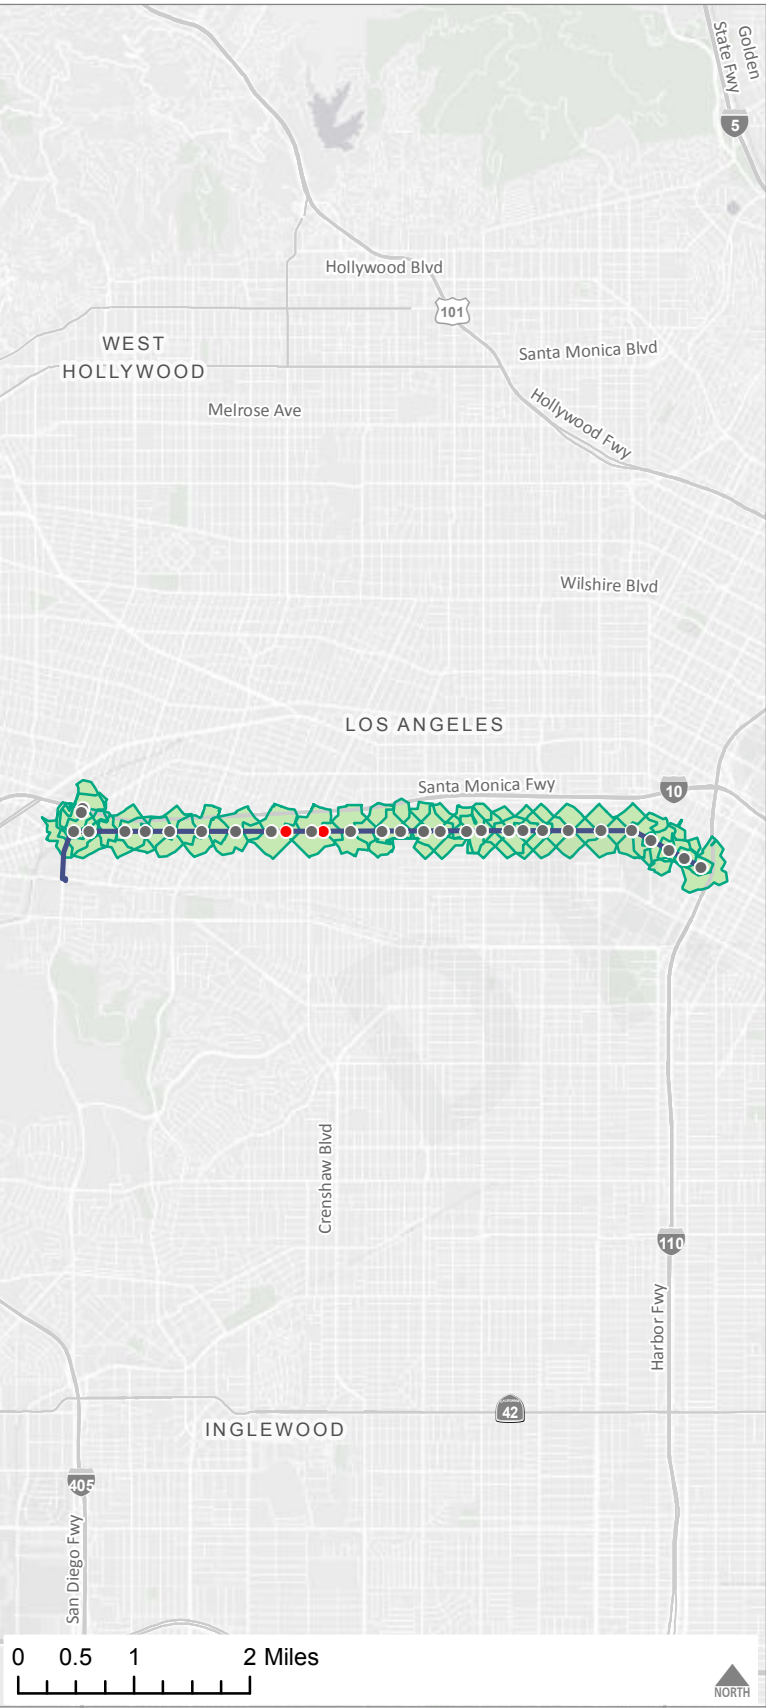 Golden
State Fwy
5
Hollywood Blvd
101
WEST
HOLLYWOOD
Santa Monica Blvd
Melrose Ave
Hollywood Fwy
Wilshire Blvd
LOS ANGELES
Santa Monica Fwy
10
Crenshaw Blvd
110
Harbor Fwy
42
INGLEWOOD
405
San Diego Fwy
0 0.5 1 2 Miles
NORTH